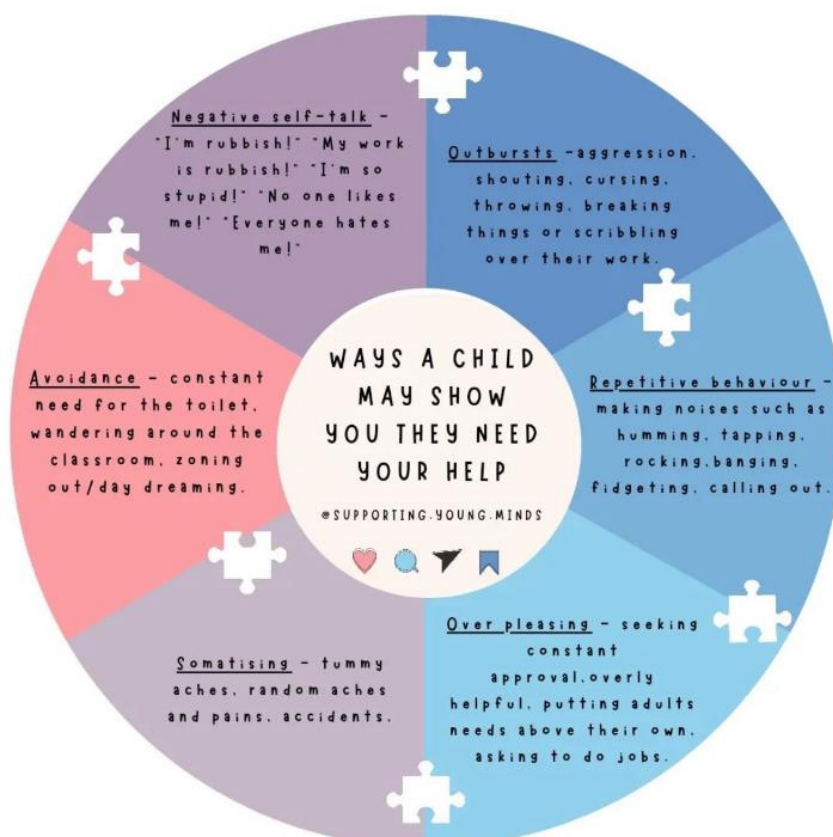 WAYS A CHILD
MAY SHOW
YOU THEY NEED
YOUR HELP
@SUPPORTING.YOUNG.MINDS
Negative self-talk -
"I'm rubbish!" "My work
is rubbish!" "I'm so
stupid!" "No one likes
me!" "Everyone hates
me!"
Outbursts -aggression,
shouting, cursing,
throwing, breaking
things or scribbling
over their work.
Repetitive behaviour -
making noises such as
humming, tapping,
rocking,banging,
fidgeting, calling out.
Over pleasing - seeking
constant
approval,overly
helpful, putting adults
needs above their own,
asking to do jobs.
Somatising - tummy
aches, random aches
and pains, accidents.
Avoidance - constant
need for the toilet,
wandering around the
classroom, zoning
out/day dreaming.